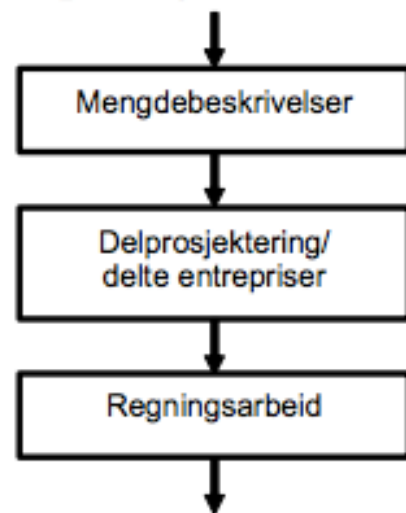 Mengdebeskrivelser
Delprosjektering/
delte entrepriser
Regningsarbeid